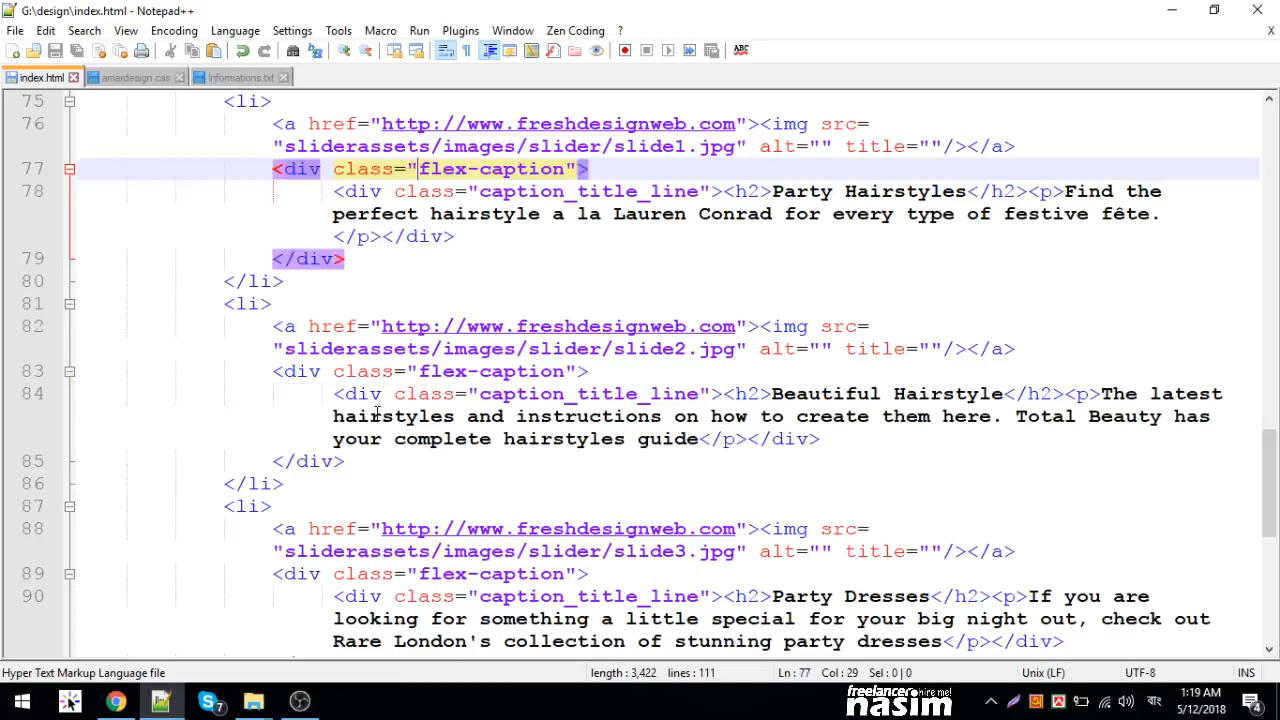 G:\design\index.html - Notepad++
File Edit Search View Encoding Language Settings Tools Macro Run Plugins Window Zen Coding ? X
ABC
index.html amardesign.css Informations.txt
75 <li>
76 <a href="http://www.freshdesignweb.com"><img src=
"sliderassets/images/slider/slide1.jpg" alt="" title=""/></a>
77 <div class="flex-caption">
78 <div class="caption_title_line"><h2>Party Hairstyles</h2><p>Find the
perfect hairstyle a la Lauren Conrad for every type of festive fête.
</p></div>
79 </div>
80 </li>
81 <li>
82 <a href="http://www.freshdesignweb.com"><img src=
"sliderassets/images/slider/slide2.jpg" alt="" title=""/></a>
83 <div class="flex-caption">
84 <div class="caption_title_line"><h2>Beautiful Hairstyle</h2><p>The latest
hairstyles and instructions on how to create them here. Total Beauty has
your complete hairstyles guide</p></div>
85 </div>
86 </li>
87 <li>
88 <a href="http://www.freshdesignweb.com"><img src=
"sliderassets/images/slider/slide3.jpg" alt="" title=""/></a>
89 <div class="flex-caption">
90 <div class="caption_title_line"><h2>Party Dresses</h2><p>If you are
looking for something a little special for your big night out, check out
Rare London's collection of stunning party dresses</p></div>
Hyper Text Markup Language file length : 3,422 lines : 111 Ln : 77 Col : 29 Sel : 0 | 0 Unix (LF) UTF-8 INS
7 freelancer hire me! বাং 1:19 AM
nasim 5/12/2018 4